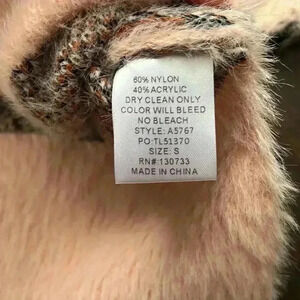 60% NYLON
40% ACRYLIC
DRY CLEAN ONLY
COLOR WILL BLEED
NO BLEACH
STYLE: A5767
PO:TL51370
SIZE: S
RN#:130733
MADE IN CHINA